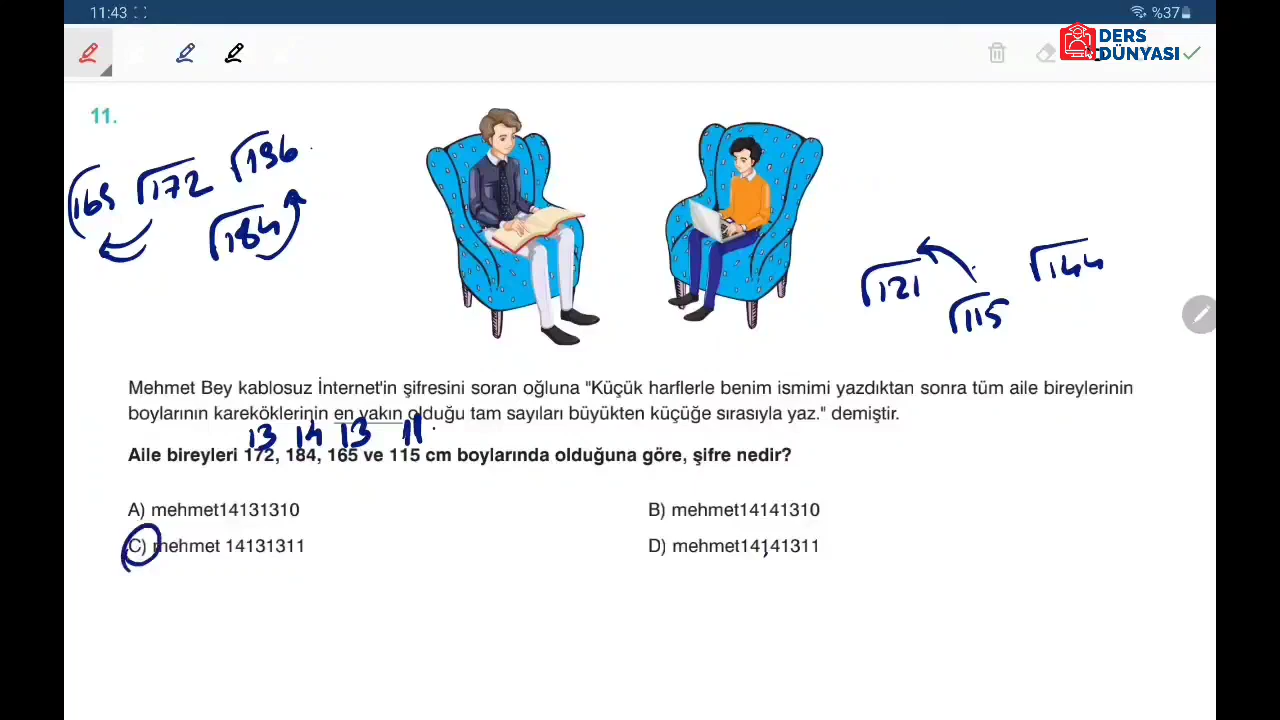 11:43
%37
DERS
DÜNYASI
11.
√169 √172 √196
√184
√121 √144
√115
Mehmet Bey kablosuz İnternet'in şifresini soran oğluna "Küçük harflerle benim ismimi yazdıktan sonra tüm aile bireylerinin
boylarının kareköklerinin en yakın olduğu tam sayıları büyükten küçüğe sırasıyla yaz." demiştir.
13 14 13 11
Aile bireyleri 172, 184, 165 ve 115 cm boylarında olduğuna göre, şifre nedir?
A) mehmet14131310
B) mehmet14141310
C) mehmet 14131311
D) mehmet14141311